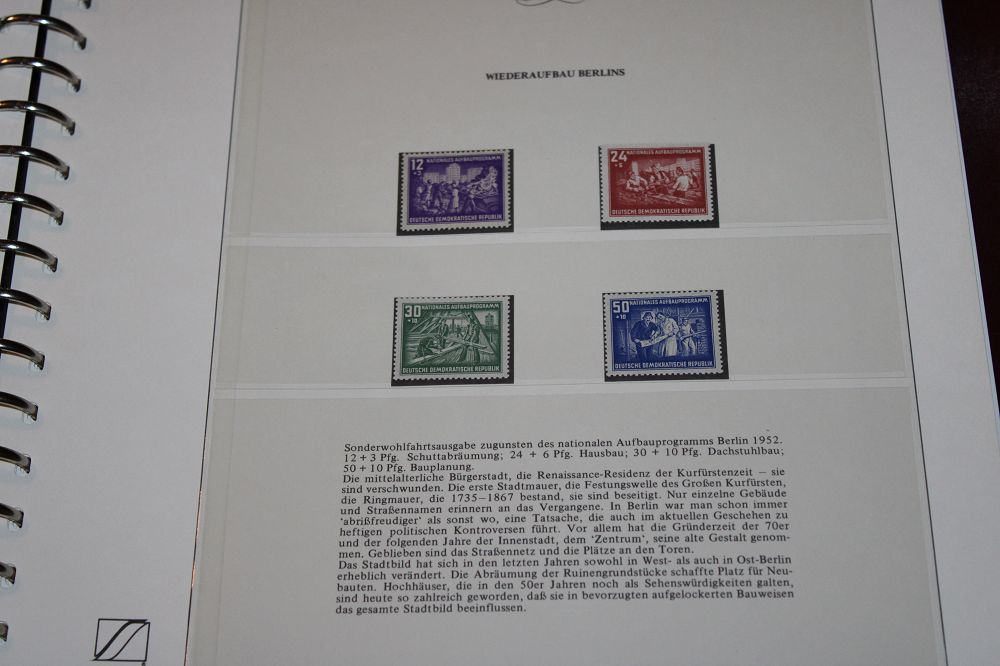 WIEDERAUFBAU BERLINS
12
+3
NATIONALES AUFBAUPROGRAMM
DEUTSCHE DEMOKRATISCHE REPUBLIK
24
+6
NATIONALES AUFBAUPROGRAMM
DEUTSCHE DEMOKRATISCHE REPUBLIK
30
+10
NATIONALES AUFBAUPROGRAMM
DEUTSCHE DEMOKRATISCHE REPUBLIK
50
+10
NATIONALES AUFBAUPROGRAMM
DEUTSCHE DEMOKRATISCHE REPUBLIK
Sonderwohlfahrtsausgabe zugunsten des nationalen Aufbauprogramms Berlin 1952.
12 + 3 Pfg. Schuttabräumung; 24 + 6 Pfg. Hausbau; 30 + 10 Pfg. Dachstuhlbau;
50 + 10 Pfg. Bauplanung.
Die mittelalterliche Bürgerstadt, die Renaissance-Residenz der Kurfürstenzeit – sie
sind verschwunden. Die erste Stadtmauer, die Festungswelle des Großen Kurfürsten,
die Ringmauer, die 1735–1867 bestand, sie sind beseitigt. Nur einzelne Gebäude
und Straßennamen erinnern an das Vergangene. In Berlin war man schon immer
'abrißfreudiger' als sonst wo, eine Tatsache, die auch im aktuellen Geschehen zu
heftigen politischen Kontroversen führt. Vor allem hat die Gründerzeit der 70er
und der folgenden Jahre der Innenstadt, dem 'Zentrum', seine alte Gestalt genom-
men. Geblieben sind das Straßennetz und die Plätze an den Toren.
Das Stadtbild hat sich in den letzten Jahren sowohl in West- als auch in Ost-Berlin
erheblich verändert. Die Abräumung der Ruinengrundstücke schaffte Platz für Neu-
bauten. Hochhäuser, die in den 50er Jahren noch als Sehenswürdigkeiten galten,
sind heute so zahlreich geworden, daß sie in bevorzugten aufgelockerten Bauweisen
das gesamte Stadtbild beeinflussen.